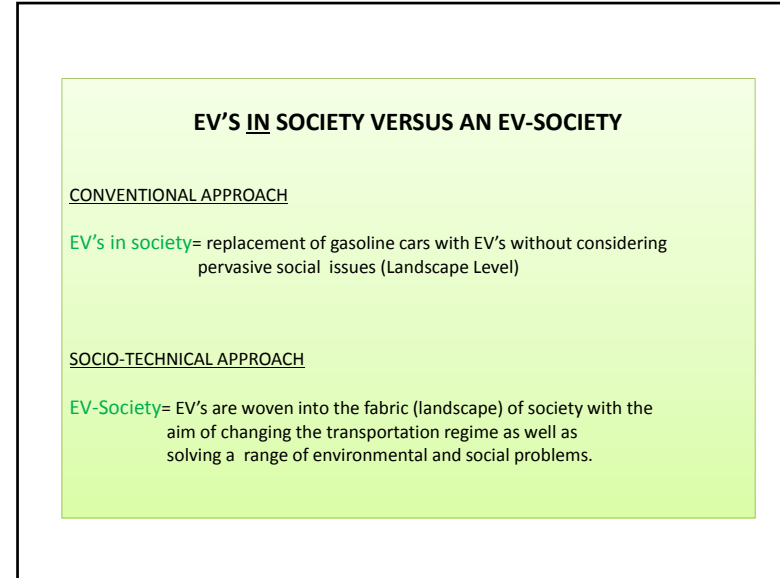 EV'S IN SOCIETY VERSUS AN EV-SOCIETY
CONVENTIONAL APPROACH
EV's in society= replacement of gasoline cars with EV's without considering
pervasive social issues (Landscape Level)
SOCIO-TECHNICAL APPROACH
EV-Society= EV's are woven into the fabric (landscape) of society with the
aim of changing the transportation regime as well as
solving a range of environmental and social problems.